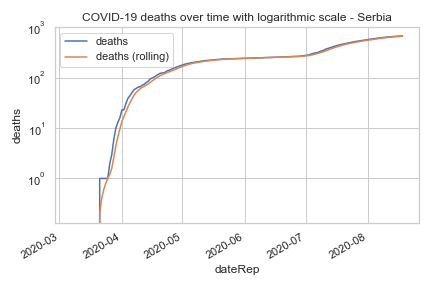 COVID-19 deaths over time with logarithmic scale - Serbia
10³
10²
10¹
10⁰
deaths
deaths
deaths (rolling)
2020-03
2020-04
2020-05
2020-06
2020-07
2020-08
dateRep